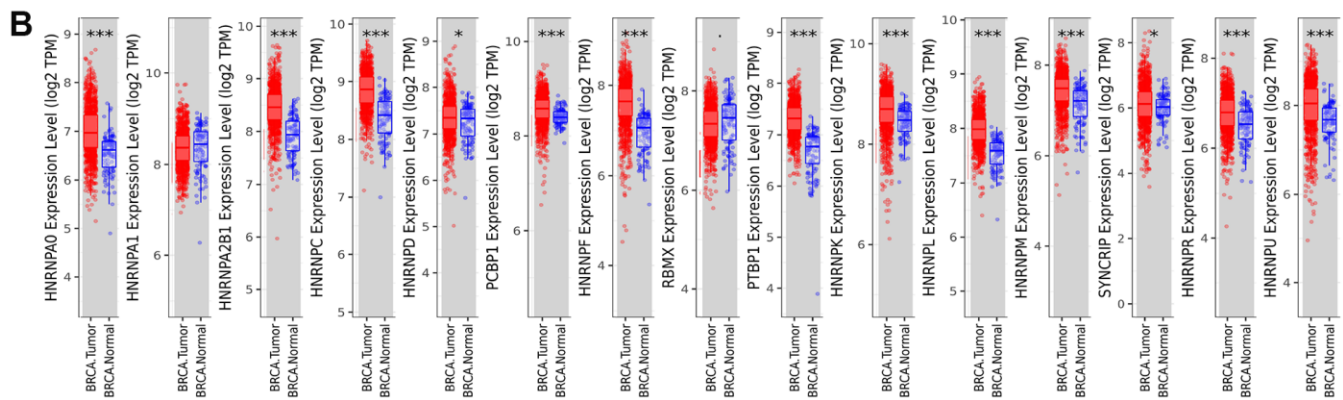 B
HNRNPA0 Expression Level (log2 TPM)
9
8
7
6
5
4
***
BRCA.Tumor
BRCA.Normal
HNRNPA1 Expression Level (log2 TPM)
10
8
6
BRCA.Tumor
BRCA.Normal
HNRNPA2B1 Expression Level (log2 TPM)
10
9
8
7
6
5
***
BRCA.Tumor
BRCA.Normal
HNRNPC Expression Level (log2 TPM)
10
9
8
7
6
5
***
BRCA.Tumor
BRCA.Normal
HNRNPD Expression Level (log2 TPM)
9
8
7
6
5
4
*
BRCA.Tumor
BRCA.Normal
PCBP1 Expression Level (log2 TPM)
10
8
6
***
BRCA.Tumor
BRCA.Normal
HNRNPF Expression Level (log2 TPM)
10
8
6
4
***
BRCA.Tumor
BRCA.Normal
RBMX Expression Level (log2 TPM)
8
6
4
.
BRCA.Tumor
BRCA.Normal
PTBP1 Expression Level (log2 TPM)
9
8
7
6
5
4
***
BRCA.Tumor
BRCA.Normal
HNRNPK Expression Level (log2 TPM)
10
8
6
***
BRCA.Tumor
BRCA.Normal
HNRNPL Expression Level (log2 TPM)
10
9
8
7
6
5
***
BRCA.Tumor
BRCA.Normal
HNRNPM Expression Level (log2 TPM)
8
6
4
***
BRCA.Tumor
BRCA.Normal
SYNCRIP Expression Level (log2 TPM)
8
6
4
2
0
*
BRCA.Tumor
BRCA.Normal
HNRNPR Expression Level (log2 TPM)
8
6
4
***
BRCA.Tumor
BRCA.Normal
HNRNPU Expression Level (log2 TPM)
8
6
4
***
BRCA.Tumor
BRCA.Normal